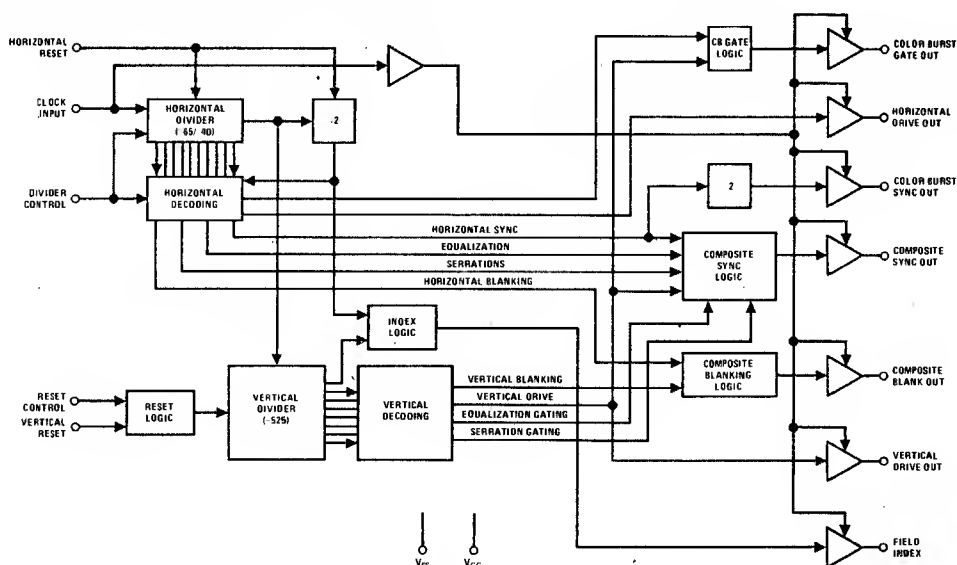 HORIZONTAL
RESET
CLOCK
INPUT
DIVIDER
CONTROL
HORIZONTAL
DIVIDER
(÷65/40)
HORIZONTAL
DECODING
÷2
CB GATE
LOGIC
COLOR BURST
GATE OUT
HORIZONTAL
DRIVE OUT
2
COLOR BURST
SYNC OUT
HORIZONTAL SYNC
EQUALIZATION
SERRATIONS
HORIZONTAL BLANKING
COMPOSITE
SYNC
LOGIC
COMPOSITE
SYNC OUT
INDEX
LOGIC
COMPOSITE
BLANKING
LOGIC
COMPOSITE
BLANK OUT
RESET
CONTROL
VERTICAL
RESET
RESET
LOGIC
VERTICAL
DIVIDER
(÷525)
VERTICAL
DECODING
VERTICAL BLANKING
VERTICAL DRIVE
EQUALIZATION GATING
SERRATION GATING
VERTICAL
DRIVE OUT
FIELD
INDEX